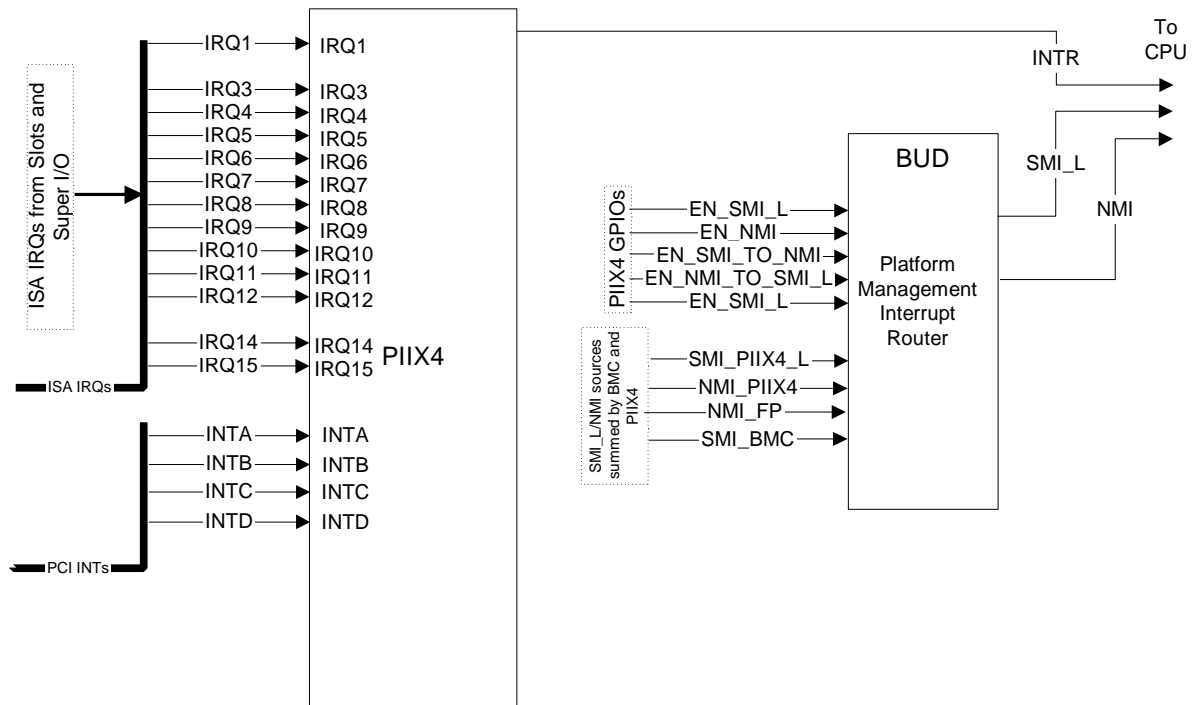 ISA IRQs from Slots and
Super I/O
IRQ1
IRQ3
IRQ4
IRQ5
IRQ6
IRQ7
IRQ8
IRQ9
IRQ10
IRQ11
IRQ12
IRQ14
IRQ15
ISA IRQs
INTA
INTB
INTC
INTD
PCI INTs
IRQ1
IRQ3
IRQ4
IRQ5
IRQ6
IRQ7
IRQ8
IRQ9
IRQ10
IRQ11
IRQ12
IRQ14
IRQ15
PIIX4
INTA
INTB
INTC
INTD
PIIX4 GPIOs
EN_SMI_L
EN_NMI
EN_SMI_TO_NMI
EN_NMI_TO_SMI_L
EN_SMI_L
SMI_L/NMI sources
summed by BMC and
PIIX4
SMI_PIIX4_L
NMI_PIIX4
NMI_FP
SMI_BMC
BUD
Platform
Management
Interrupt
Router
INTR
SMI_L
NMI
To
CPU